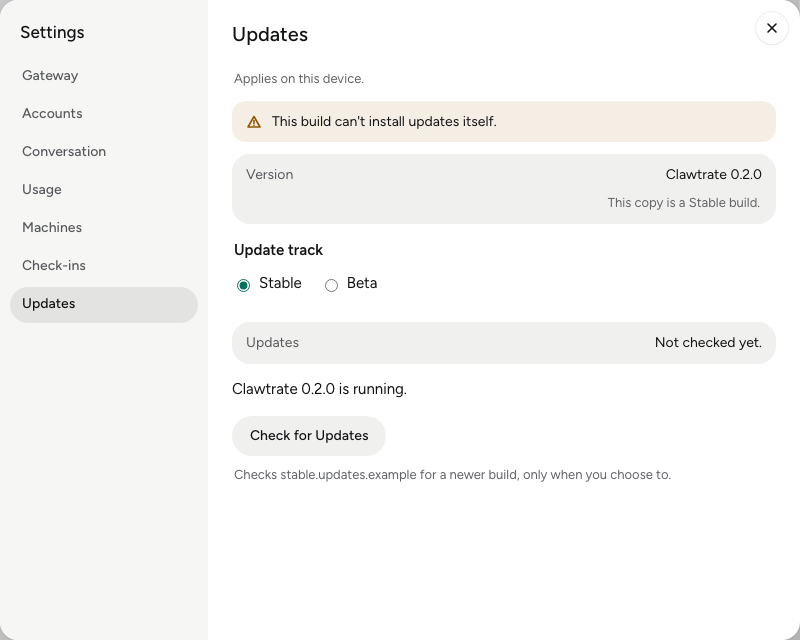 Settings
Gateway
Accounts
Conversation
Usage
Machines
Check-ins
Updates
Updates
Applies on this device.
This build can't install updates itself.
Version
Clawtrate 0.2.0
This copy is a Stable build.
Update track
Stable
Beta
Updates
Not checked yet.
Clawtrate 0.2.0 is running.
Check for Updates
Checks stable.updates.example for a newer build, only when you choose to.